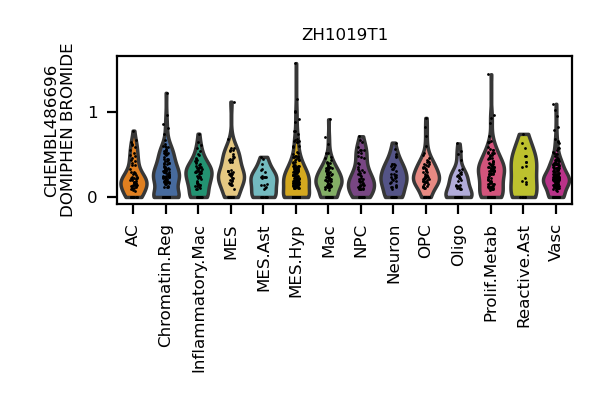 ZH1019T1
CHEMBL486696
DOMIPHEN BROMIDE
1
0
AC
Chromatin.Reg
Inflammatory.Mac
MES
MES.Ast
MES.Hyp
Mac
NPC
Neuron
OPC
Oligo
Prolif.Metab
Reactive.Ast
Vasc